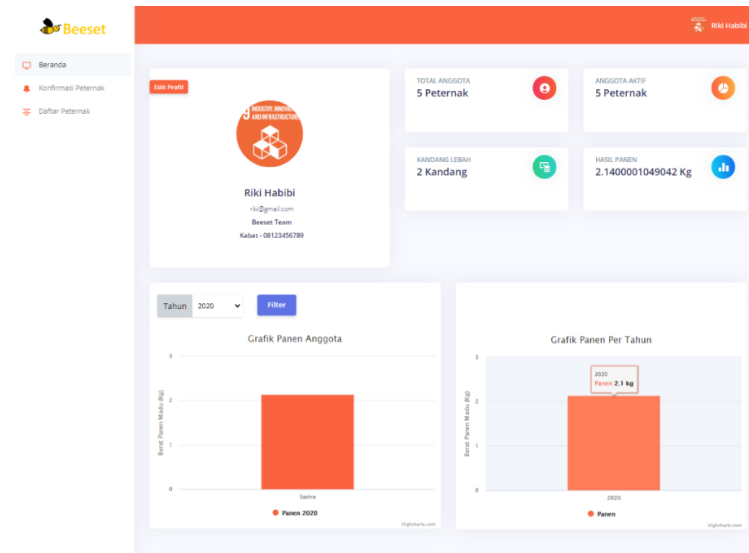 Beeset
Riki Habibi
Beranda
Konfirmasi Peternak
Daftar Peternak
Edit Profil
9 INDUSTRY, INNOVATION
AND INFRASTRUCTURE
Riki Habibi
riki@gmail.com
Beeset Team
Kabat - 08123456789
TOTAL ANGGOTA
5 Peternak
ANGGOTA AKTIF
5 Peternak
KANDANG LEBAH
2 Kandang
HASIL PANEN
2.1400001049042 Kg
Tahun 2020
Filter
Grafik Panen Anggota
Berat Panen Madu (Kg)
3
2
1
0
Sastra
Panen 2020
Highcharts.com
Grafik Panen Per Tahun
Berat Panen Madu (Kg)
3
2
1
0
2020
Panen 2.1 kg
2020
Panen
Highcharts.com